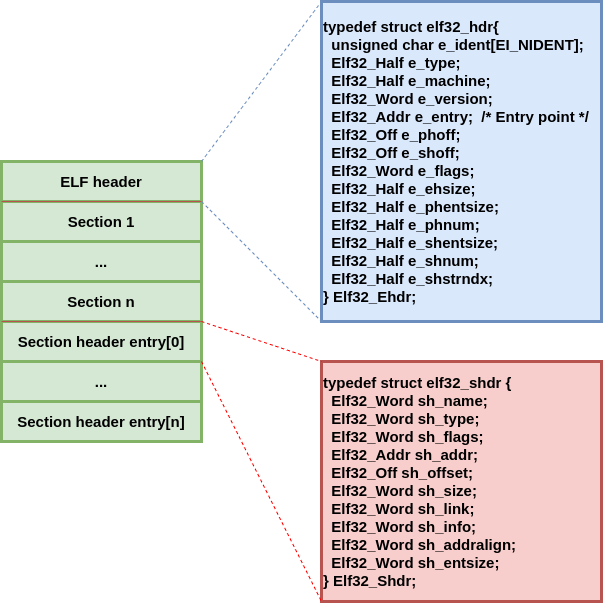 ELF header
Section 1
...
Section n
Section header entry[0]
...
Section header entry[n]
typedef struct elf32_hdr{
  unsigned char e_ident[EI_NIDENT];
  Elf32_Half e_type;
  Elf32_Half e_machine;
  Elf32_Word e_version;
  Elf32_Addr e_entry;  /* Entry point */
  Elf32_Off e_phoff;
  Elf32_Off e_shoff;
  Elf32_Word e_flags;
  Elf32_Half e_ehsize;
  Elf32_Half e_phentsize;
  Elf32_Half e_phnum;
  Elf32_Half e_shentsize;
  Elf32_Half e_shnum;
  Elf32_Half e_shstrndx;
} Elf32_Ehdr;
typedef struct elf32_shdr {
  Elf32_Word sh_name;
  Elf32_Word sh_type;
  Elf32_Word sh_flags;
  Elf32_Addr sh_addr;
  Elf32_Off sh_offset;
  Elf32_Word sh_size;
  Elf32_Word sh_link;
  Elf32_Word sh_info;
  Elf32_Word sh_addralign;
  Elf32_Word sh_entsize;
} Elf32_Shdr;